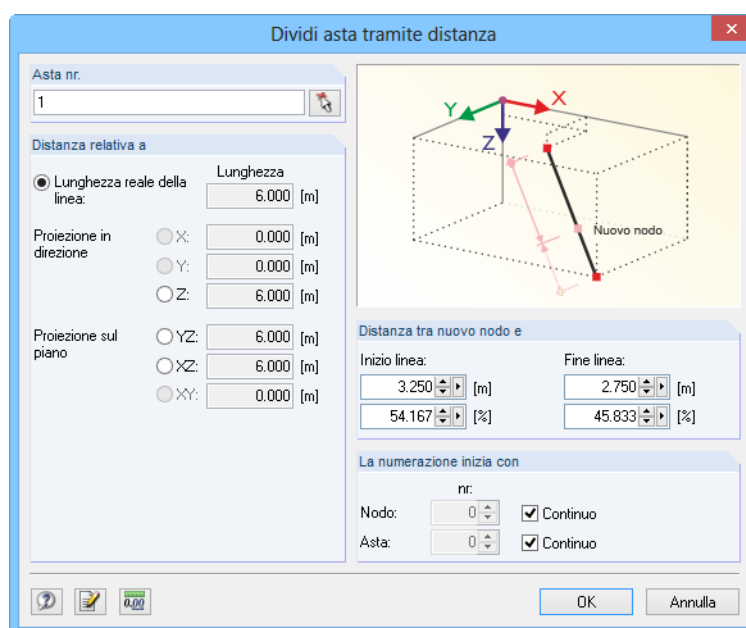 Dividi asta tramite distanza
Asta nr.
1
Distanza relativa a
Lunghezza
Lunghezza reale della linea:
6.000 [m]
Proiezione in direzione
X: 0.000 [m]
Y: 0.000 [m]
Z: 6.000 [m]
Proiezione sul piano
YZ: 6.000 [m]
XZ: 6.000 [m]
XY: 0.000 [m]
Y
X
Z
Nuovo nodo
Distanza tra nuovo nodo e
Inizio linea: Fine linea:
3.250 [m] 2.750 [m]
54.167 [%] 45.833 [%]
La numerazione inizia con
nr:
Nodo: 0 Continuo
Asta: 0 Continuo
0.00
OK Annulla